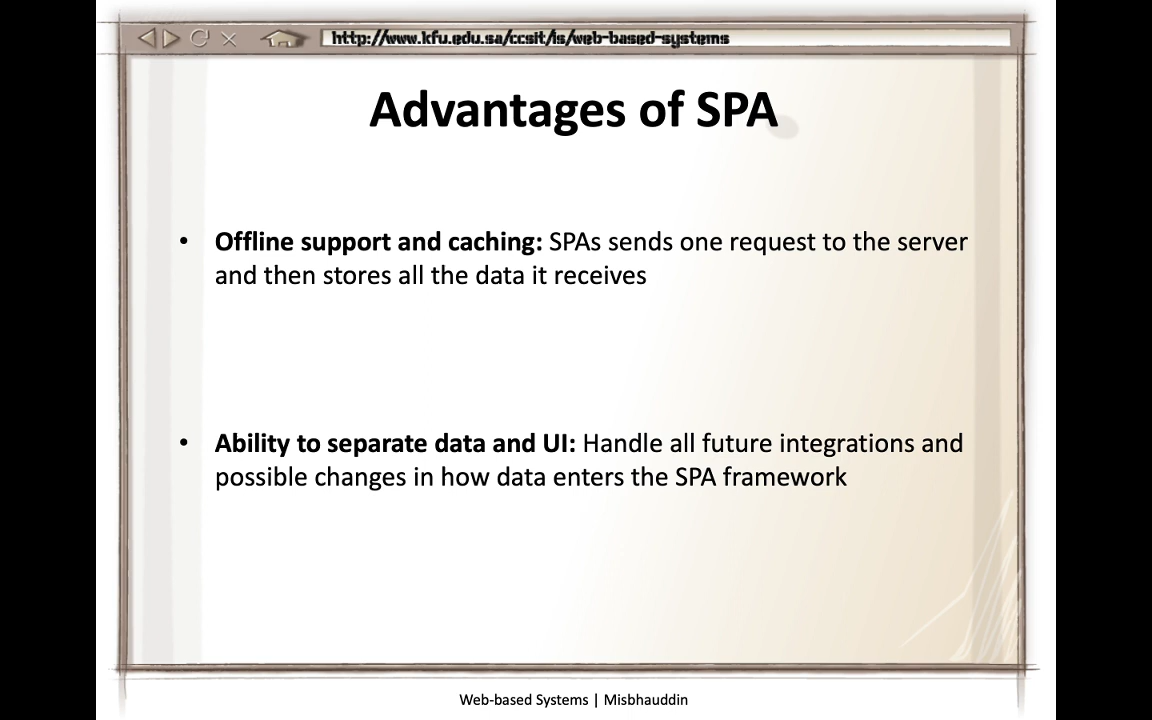 http://www.kfu.edu.sa/ccsit/is/web-based-systems
Advantages of SPA
• Offline support and caching: SPAs sends one request to the server
and then stores all the data it receives
• Ability to separate data and UI: Handle all future integrations and
possible changes in how data enters the SPA framework
Web-based Systems | Misbhauddin